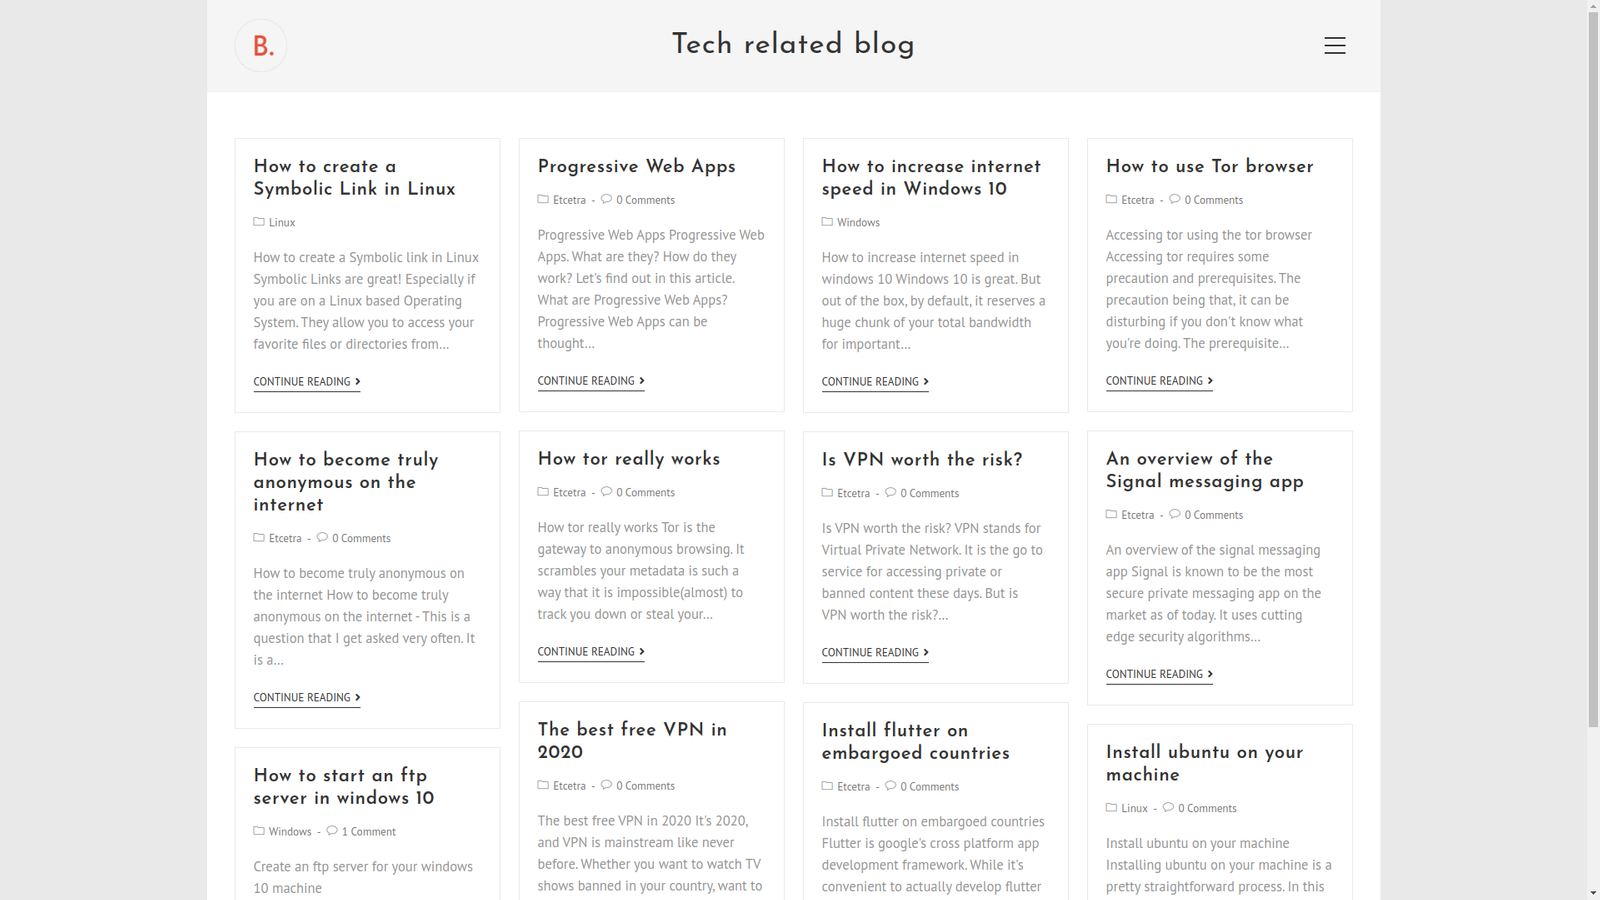 B.
Tech related blog
How to create a
Symbolic Link in Linux
Linux
How to create a Symbolic link in Linux
Symbolic Links are great! Especially if
you are on a Linux based Operating
System. They allow you to access your
favorite files or directories from...
CONTINUE READING
Progressive Web Apps
Etcetra - 0 Comments
Progressive Web Apps Progressive Web
Apps. What are they? How do they
work? Let's find out in this article.
What are Progressive Web Apps?
Progressive Web Apps can be
thought...
CONTINUE READING
How to increase internet
speed in Windows 10
Windows
How to increase internet speed in
windows 10 Windows 10 is great. But
out of the box, by default, it reserves a
huge chunk of your total bandwidth
for important...
CONTINUE READING
How to use Tor browser
Etcetra - 0 Comments
Accessing tor using the tor browser
Accessing tor requires some
precaution and prerequisites. The
precaution being that, it can be
disturbing if you don't know what
you're doing. The prerequisite...
CONTINUE READING
How to become truly
anonymous on the
internet
Etcetra - 0 Comments
How to become truly anonymous on
the internet How to become truly
anonymous on the internet - This is a
question that I get asked very often. It
is a...
CONTINUE READING
How tor really works
Etcetra - 0 Comments
How tor really works Tor is the
gateway to anonymous browsing. It
scrambles your metadata is such a
way that it is impossible(almost) to
track you down or steal your...
CONTINUE READING
Is VPN worth the risk?
Etcetra - 0 Comments
Is VPN worth the risk? VPN stands for
Virtual Private Network. It is the go to
service for accessing private or
banned content these days. But is
VPN worth the risk?...
CONTINUE READING
An overview of the
Signal messaging app
Etcetra - 0 Comments
An overview of the signal messaging
app Signal is known to be the most
secure private messaging app on the
market as of today. It uses cutting
edge security algorithms...
CONTINUE READING
How to start an ftp
server in windows 10
Windows - 1 Comment
Create an ftp server for your windows
10 machine
The best free VPN in
2020
Etcetra - 0 Comments
The best free VPN in 2020 It's 2020,
and VPN is mainstream like never
before. Whether you want to watch TV
shows banned in your country, want to
Install flutter on
embargoed countries
Etcetra - 0 Comments
Install flutter on embargoed countries
Flutter is google's cross platform app
development framework. While it's
convenient to actually develop flutter
Install ubuntu on your
machine
Linux - 0 Comments
Install ubuntu on your machine
Installing ubuntu on your machine is a
pretty straightforward process. In this